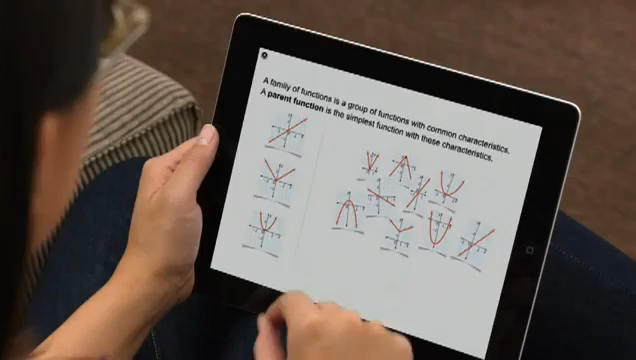 A family of functions is a group of functions with common characteristics.
A parent function is the simplest function with these characteristics.